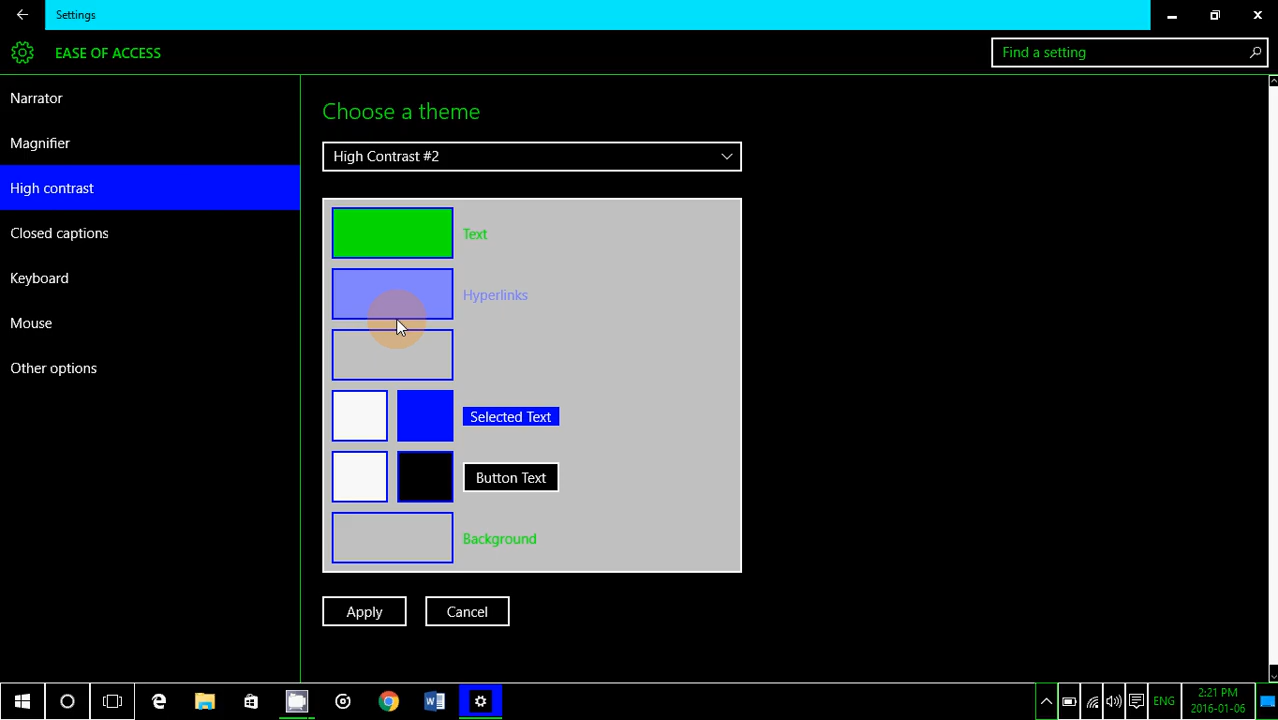 Settings
EASE OF ACCESS
Find a setting
Narrator
Magnifier
High contrast
Closed captions
Keyboard
Mouse
Other options
Choose a theme
High Contrast #2
Text
Hyperlinks
Selected Text
Button Text
Background
Apply
Cancel
ENG
2:21 PM
2016-01-06